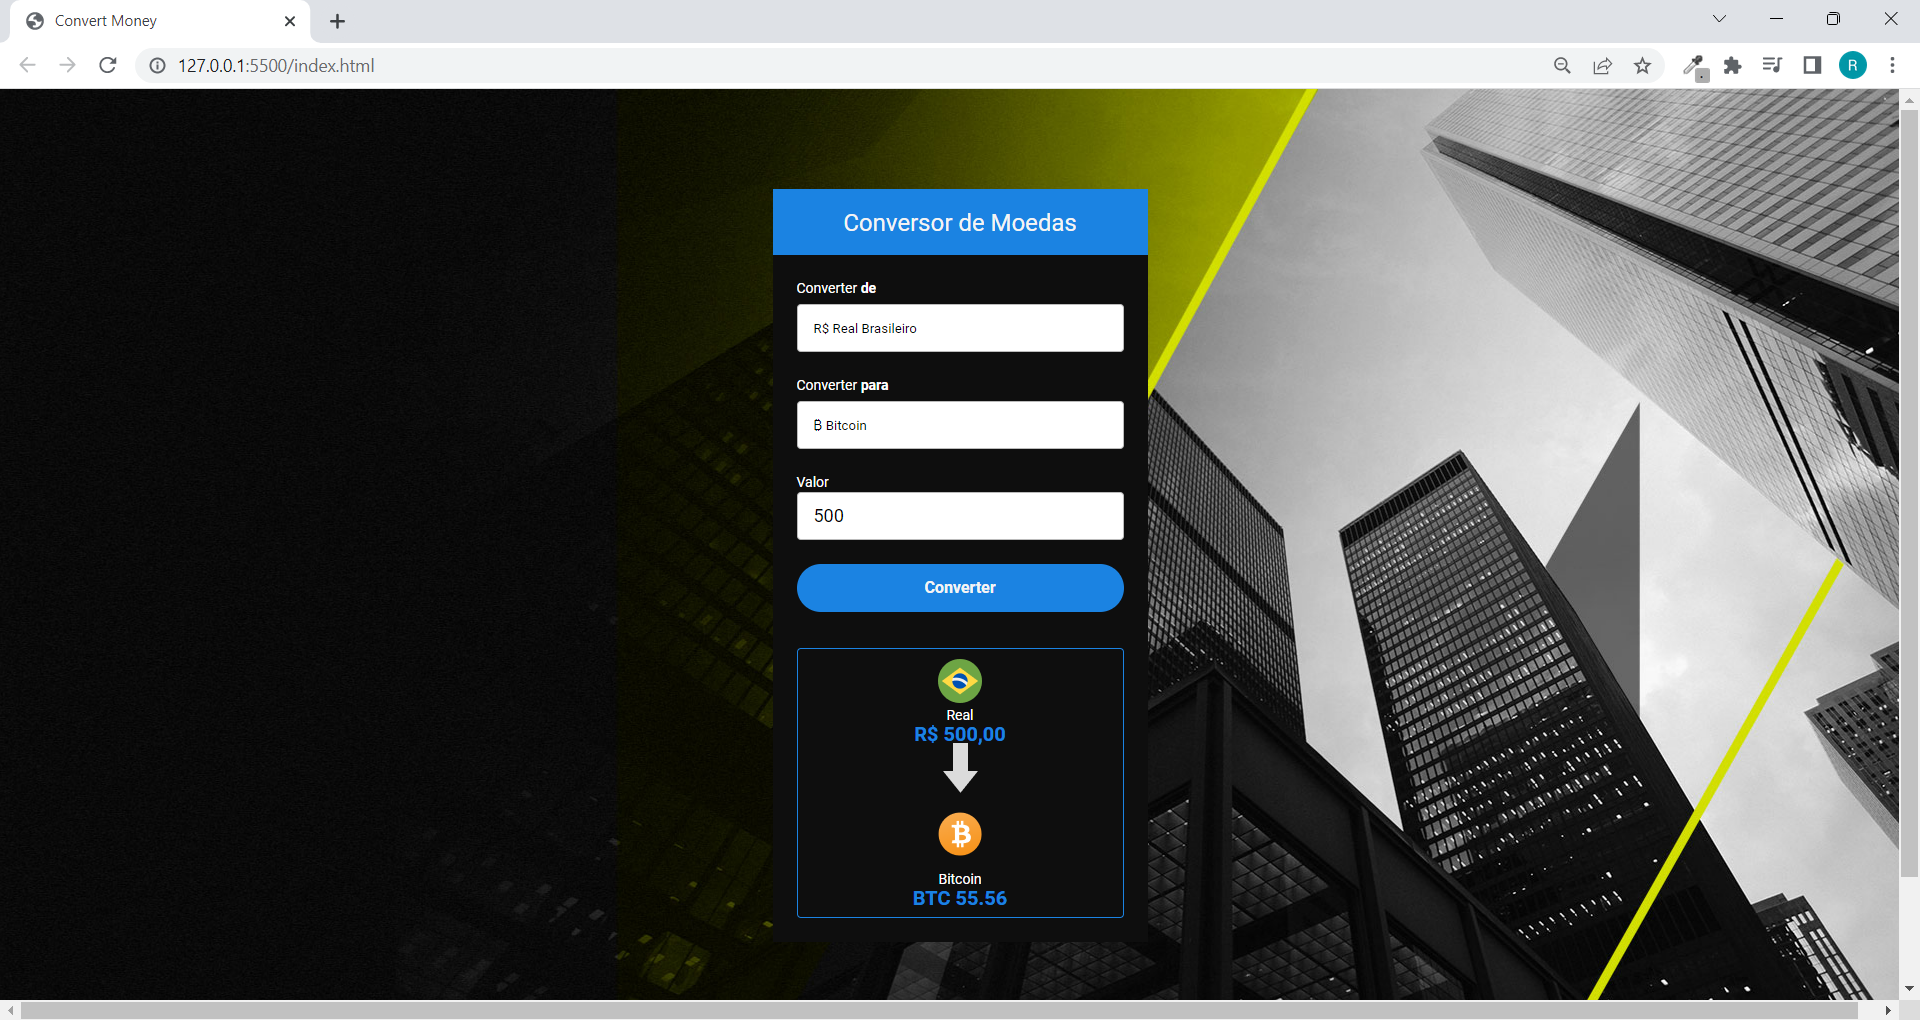 Convert Money
127.0.0.1:5500/index.html
R
Conversor de Moedas
Converter de
R$ Real Brasileiro
Converter para
₿ Bitcoin
Valor
500
Converter
Real
R$ 500,00
Bitcoin
BTC 55.56